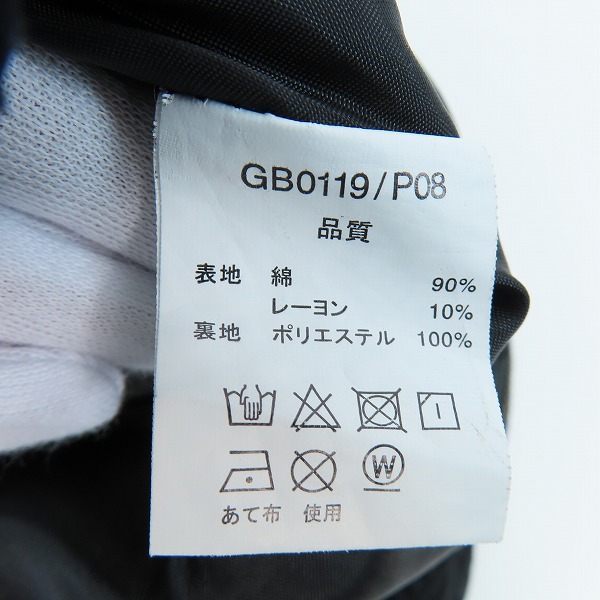 GB0119/P08
品質
表地 綿 90%
レーヨン 10%
裏地 ポリエステル 100%
W
あて布 使用